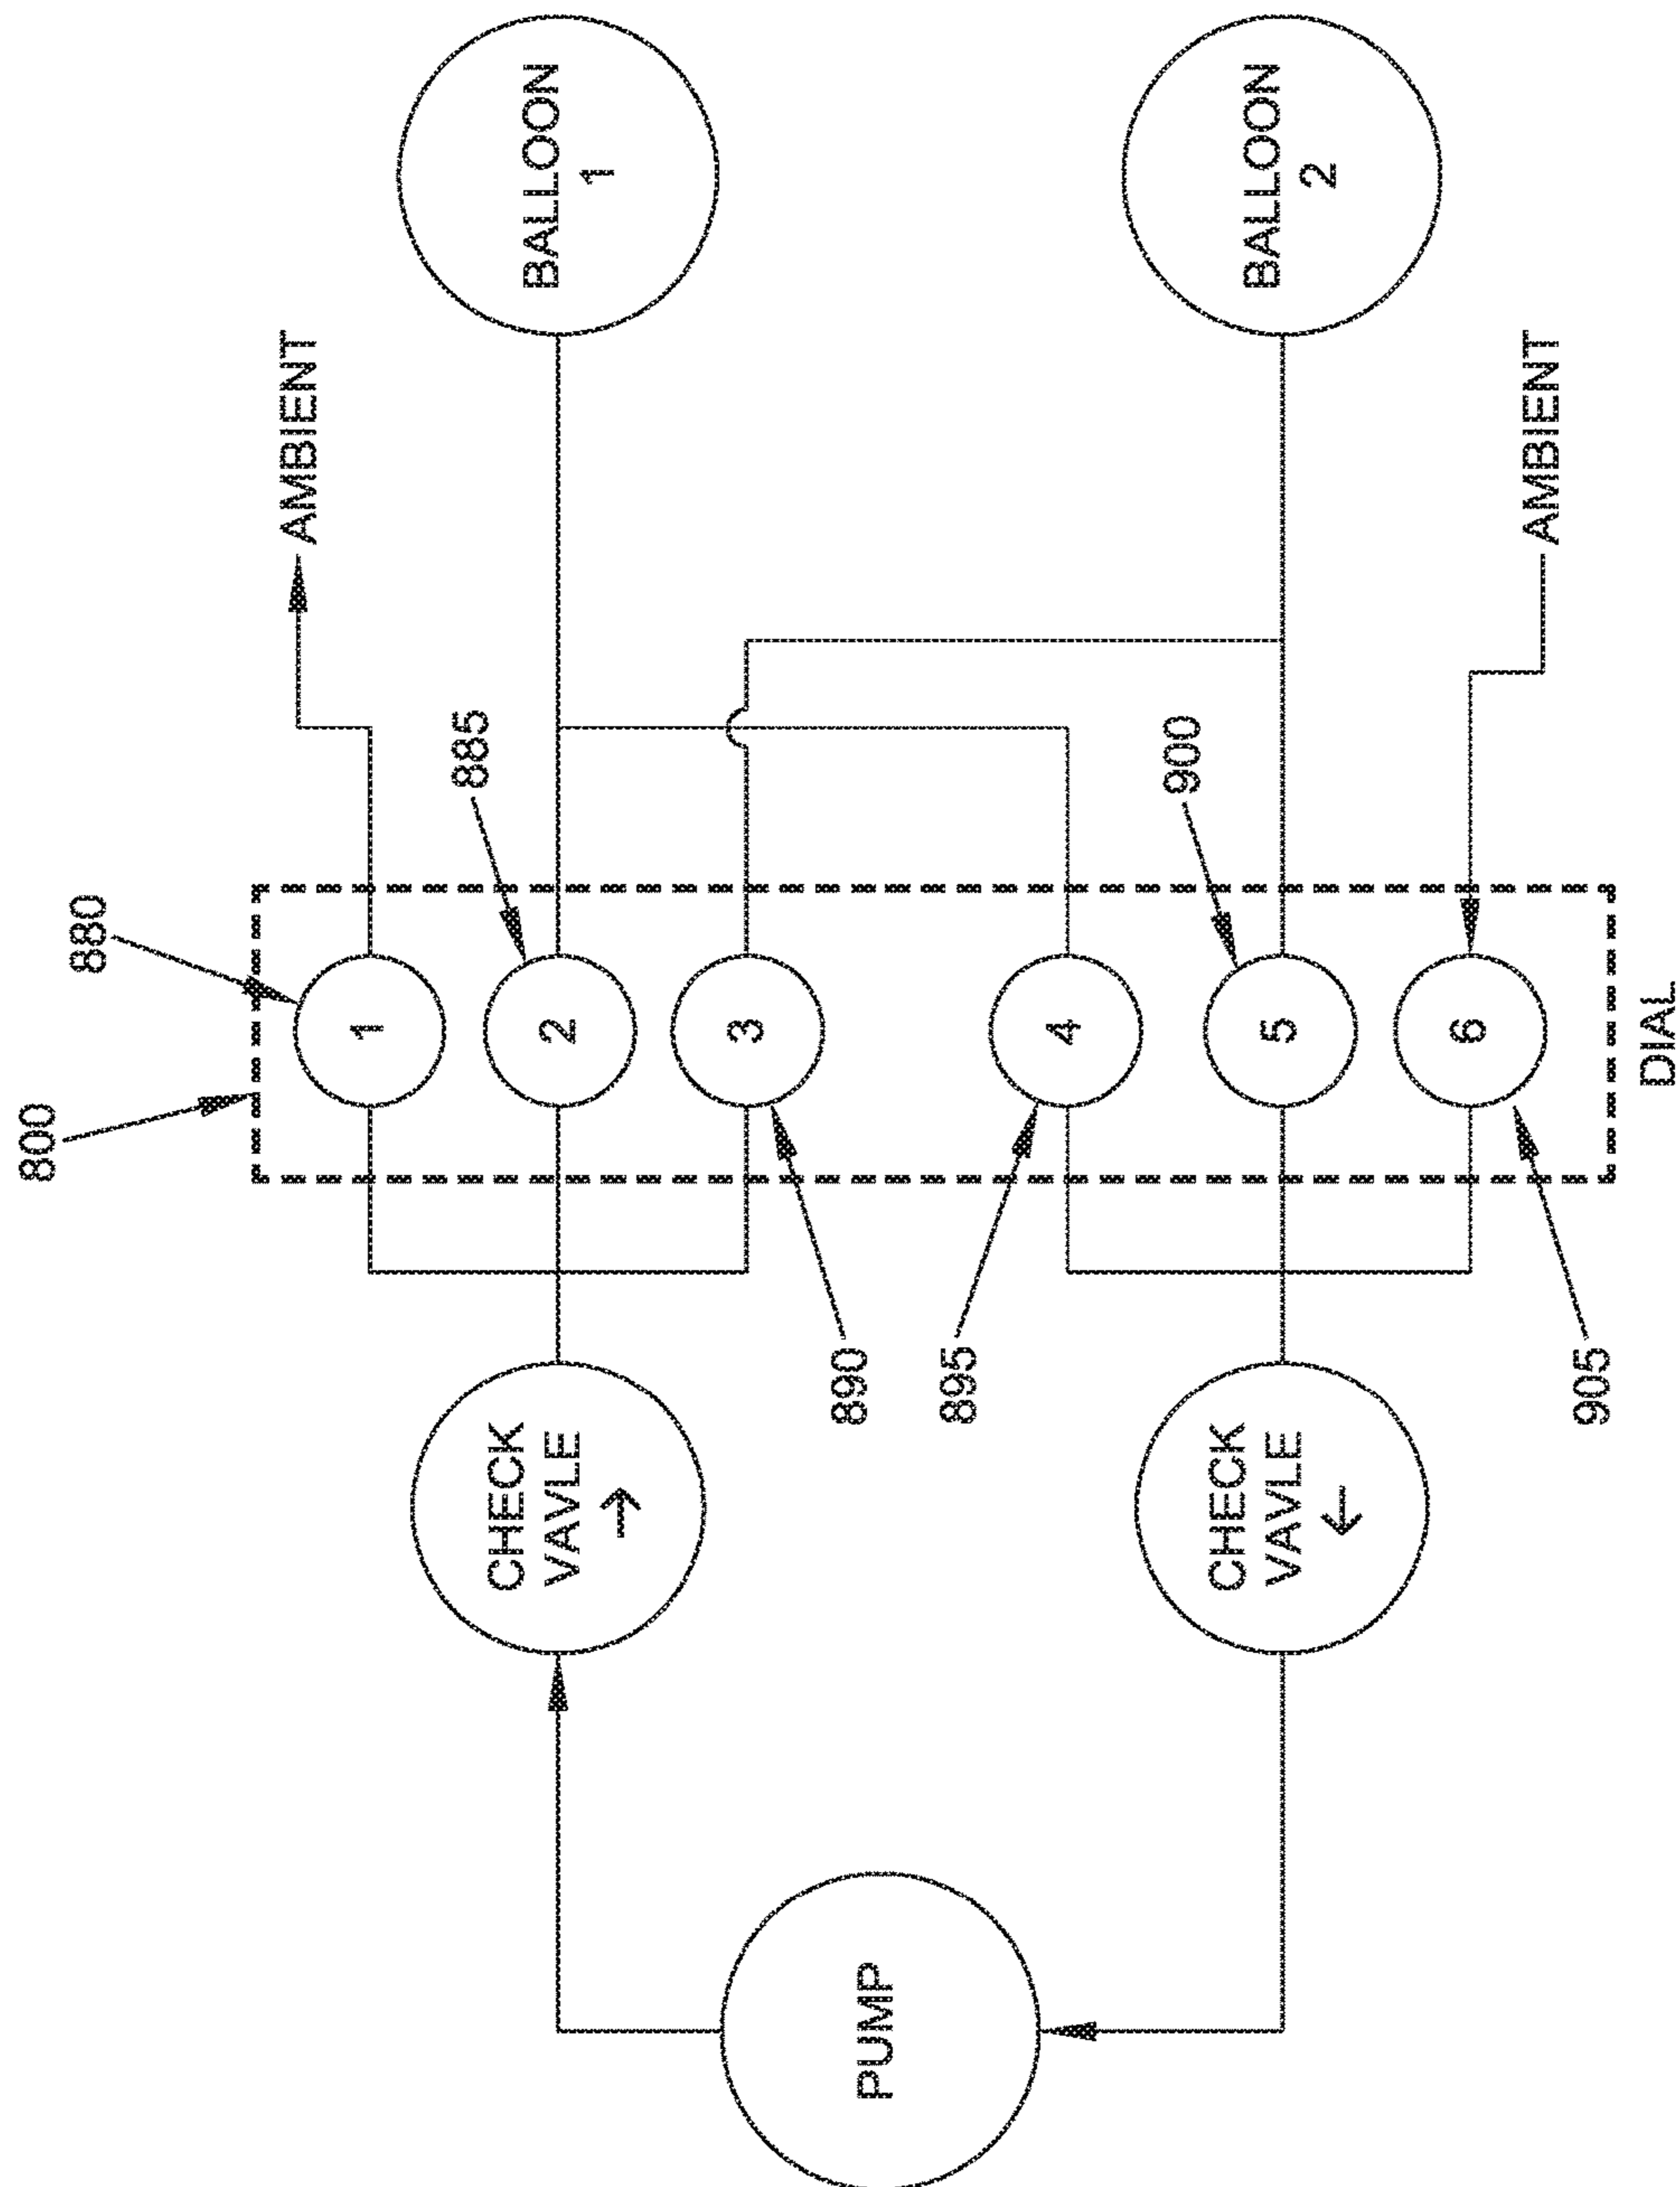 800
880
AMBIENT
1
885
CHECK
VAVLE
→
2
BALLOON
1
3
890
PUMP
895
4
900
CHECK
VAVLE
←
5
BALLOON
2
6
AMBIENT
905
DIAL